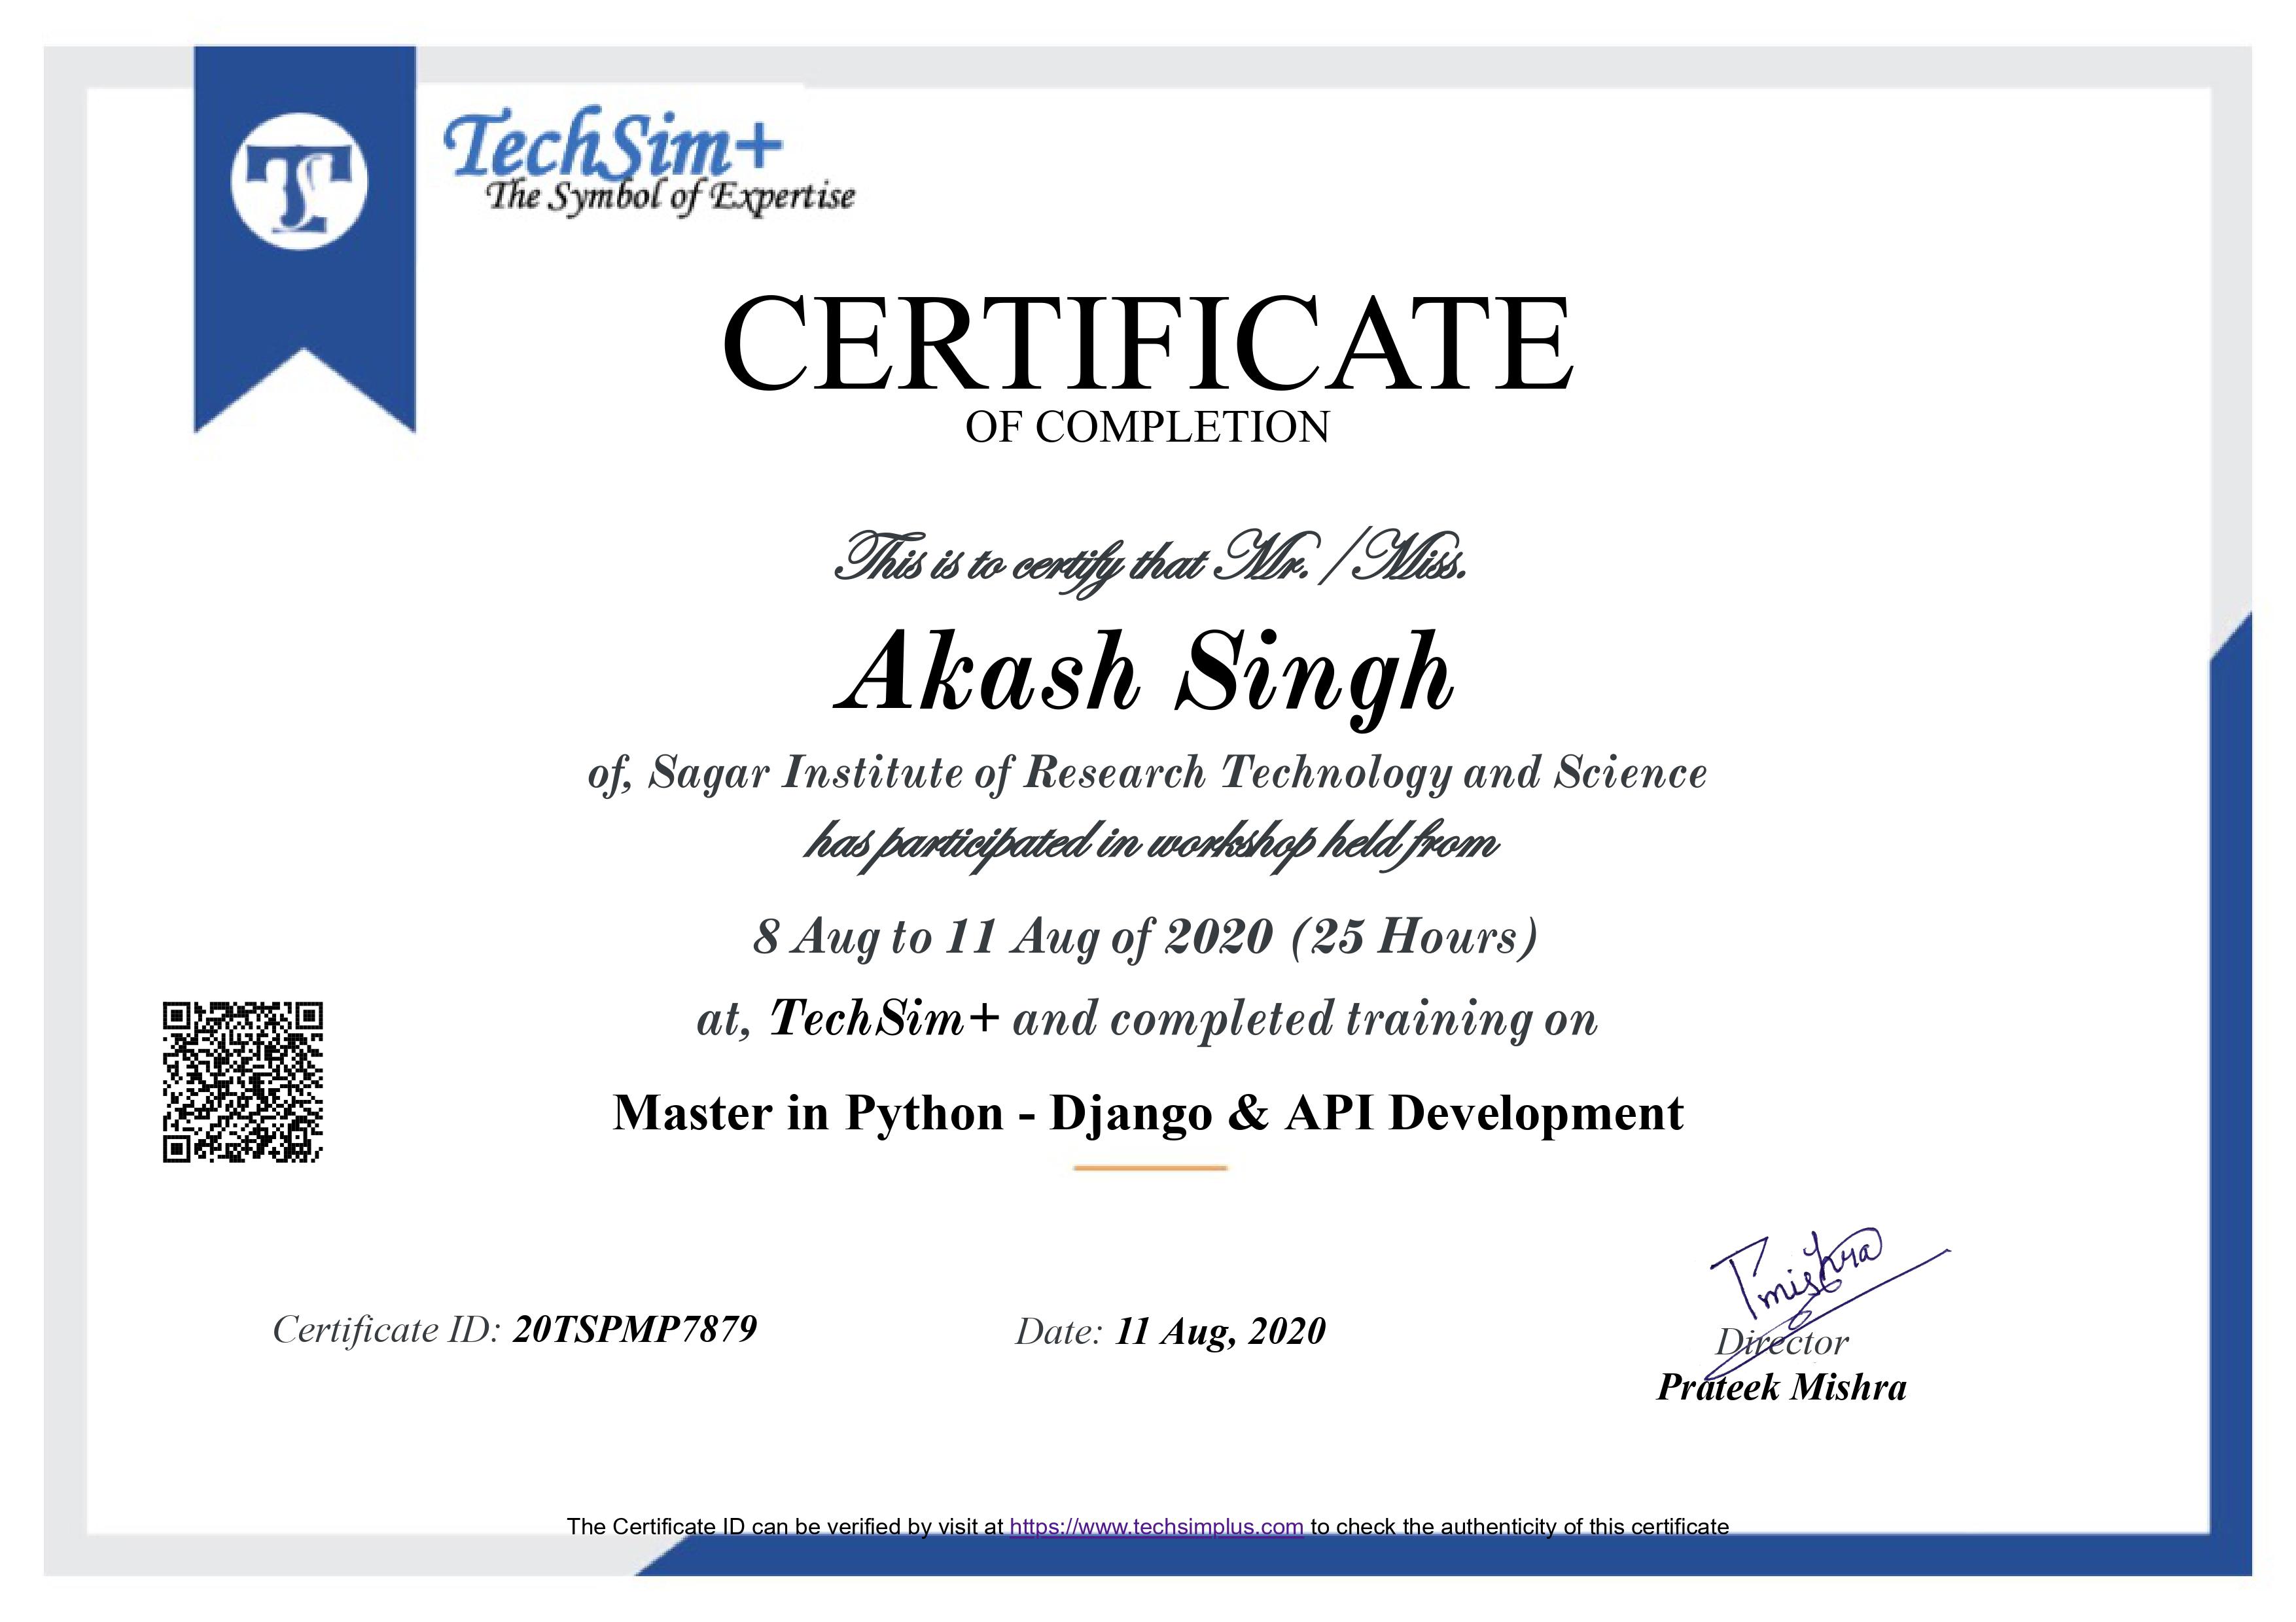 TS
TechSim+
The Symbol of Expertise
CERTIFICATE
OF COMPLETION
This is to certify that Mr. / Miss.
Akash Singh
of, Sagar Institute of Research Technology and Science
has participated in workshop held from
8 Aug to 11 Aug of 2020 (25 Hours)
at, TechSim+ and completed training on
Master in Python - Django & API Development
Certificate ID: 20TSPMP7879
Date: 11 Aug, 2020
Pmishra
Director
Prateek Mishra
The Certificate ID can be verified by visit at https://www.techsimplus.com to check the authenticity of this certificate